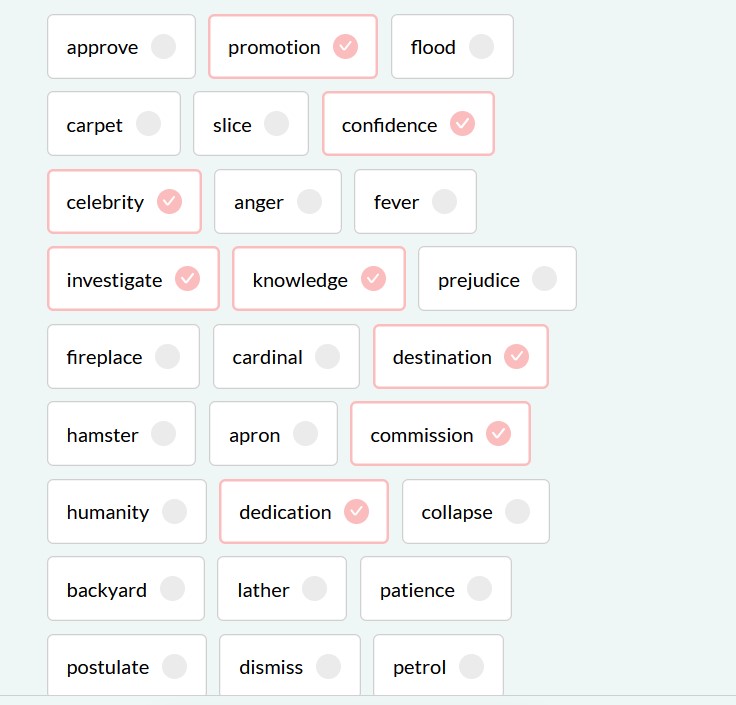 approve promotion flood
carpet slice confidence
celebrity anger fever
investigate knowledge prejudice
fireplace cardinal destination
hamster apron commission
humanity dedication collapse
backyard lather patience
postulate dismiss petrol